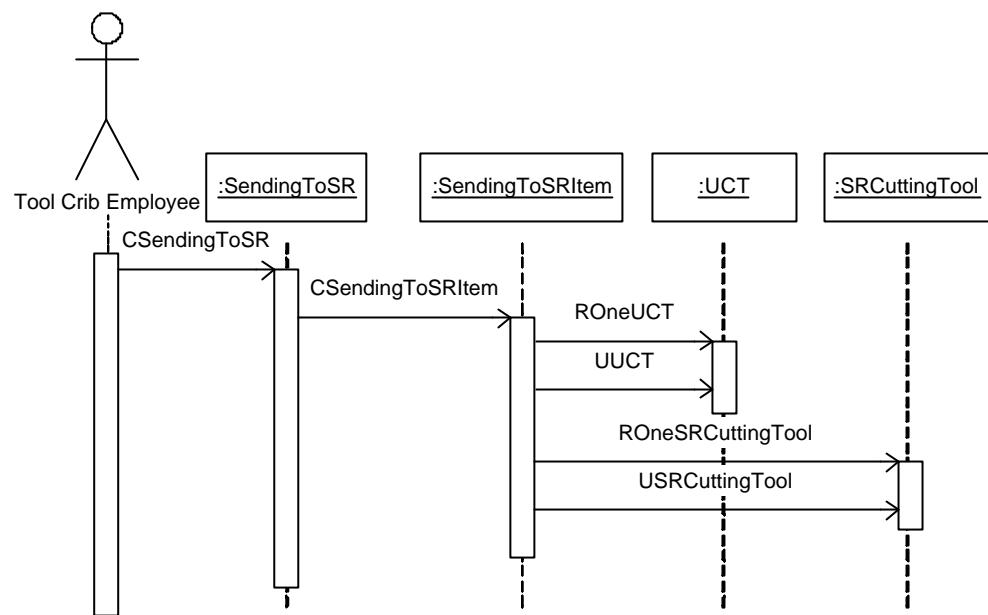 :SendingToSR
:SendingToSRItem
:UCT
:SRCuttingTool
Tool Crib Employee
CSendingToSR
CSendingToSRItem
ROneUCT
UUCT
ROneSRCuttingTool
USRCuttingTool